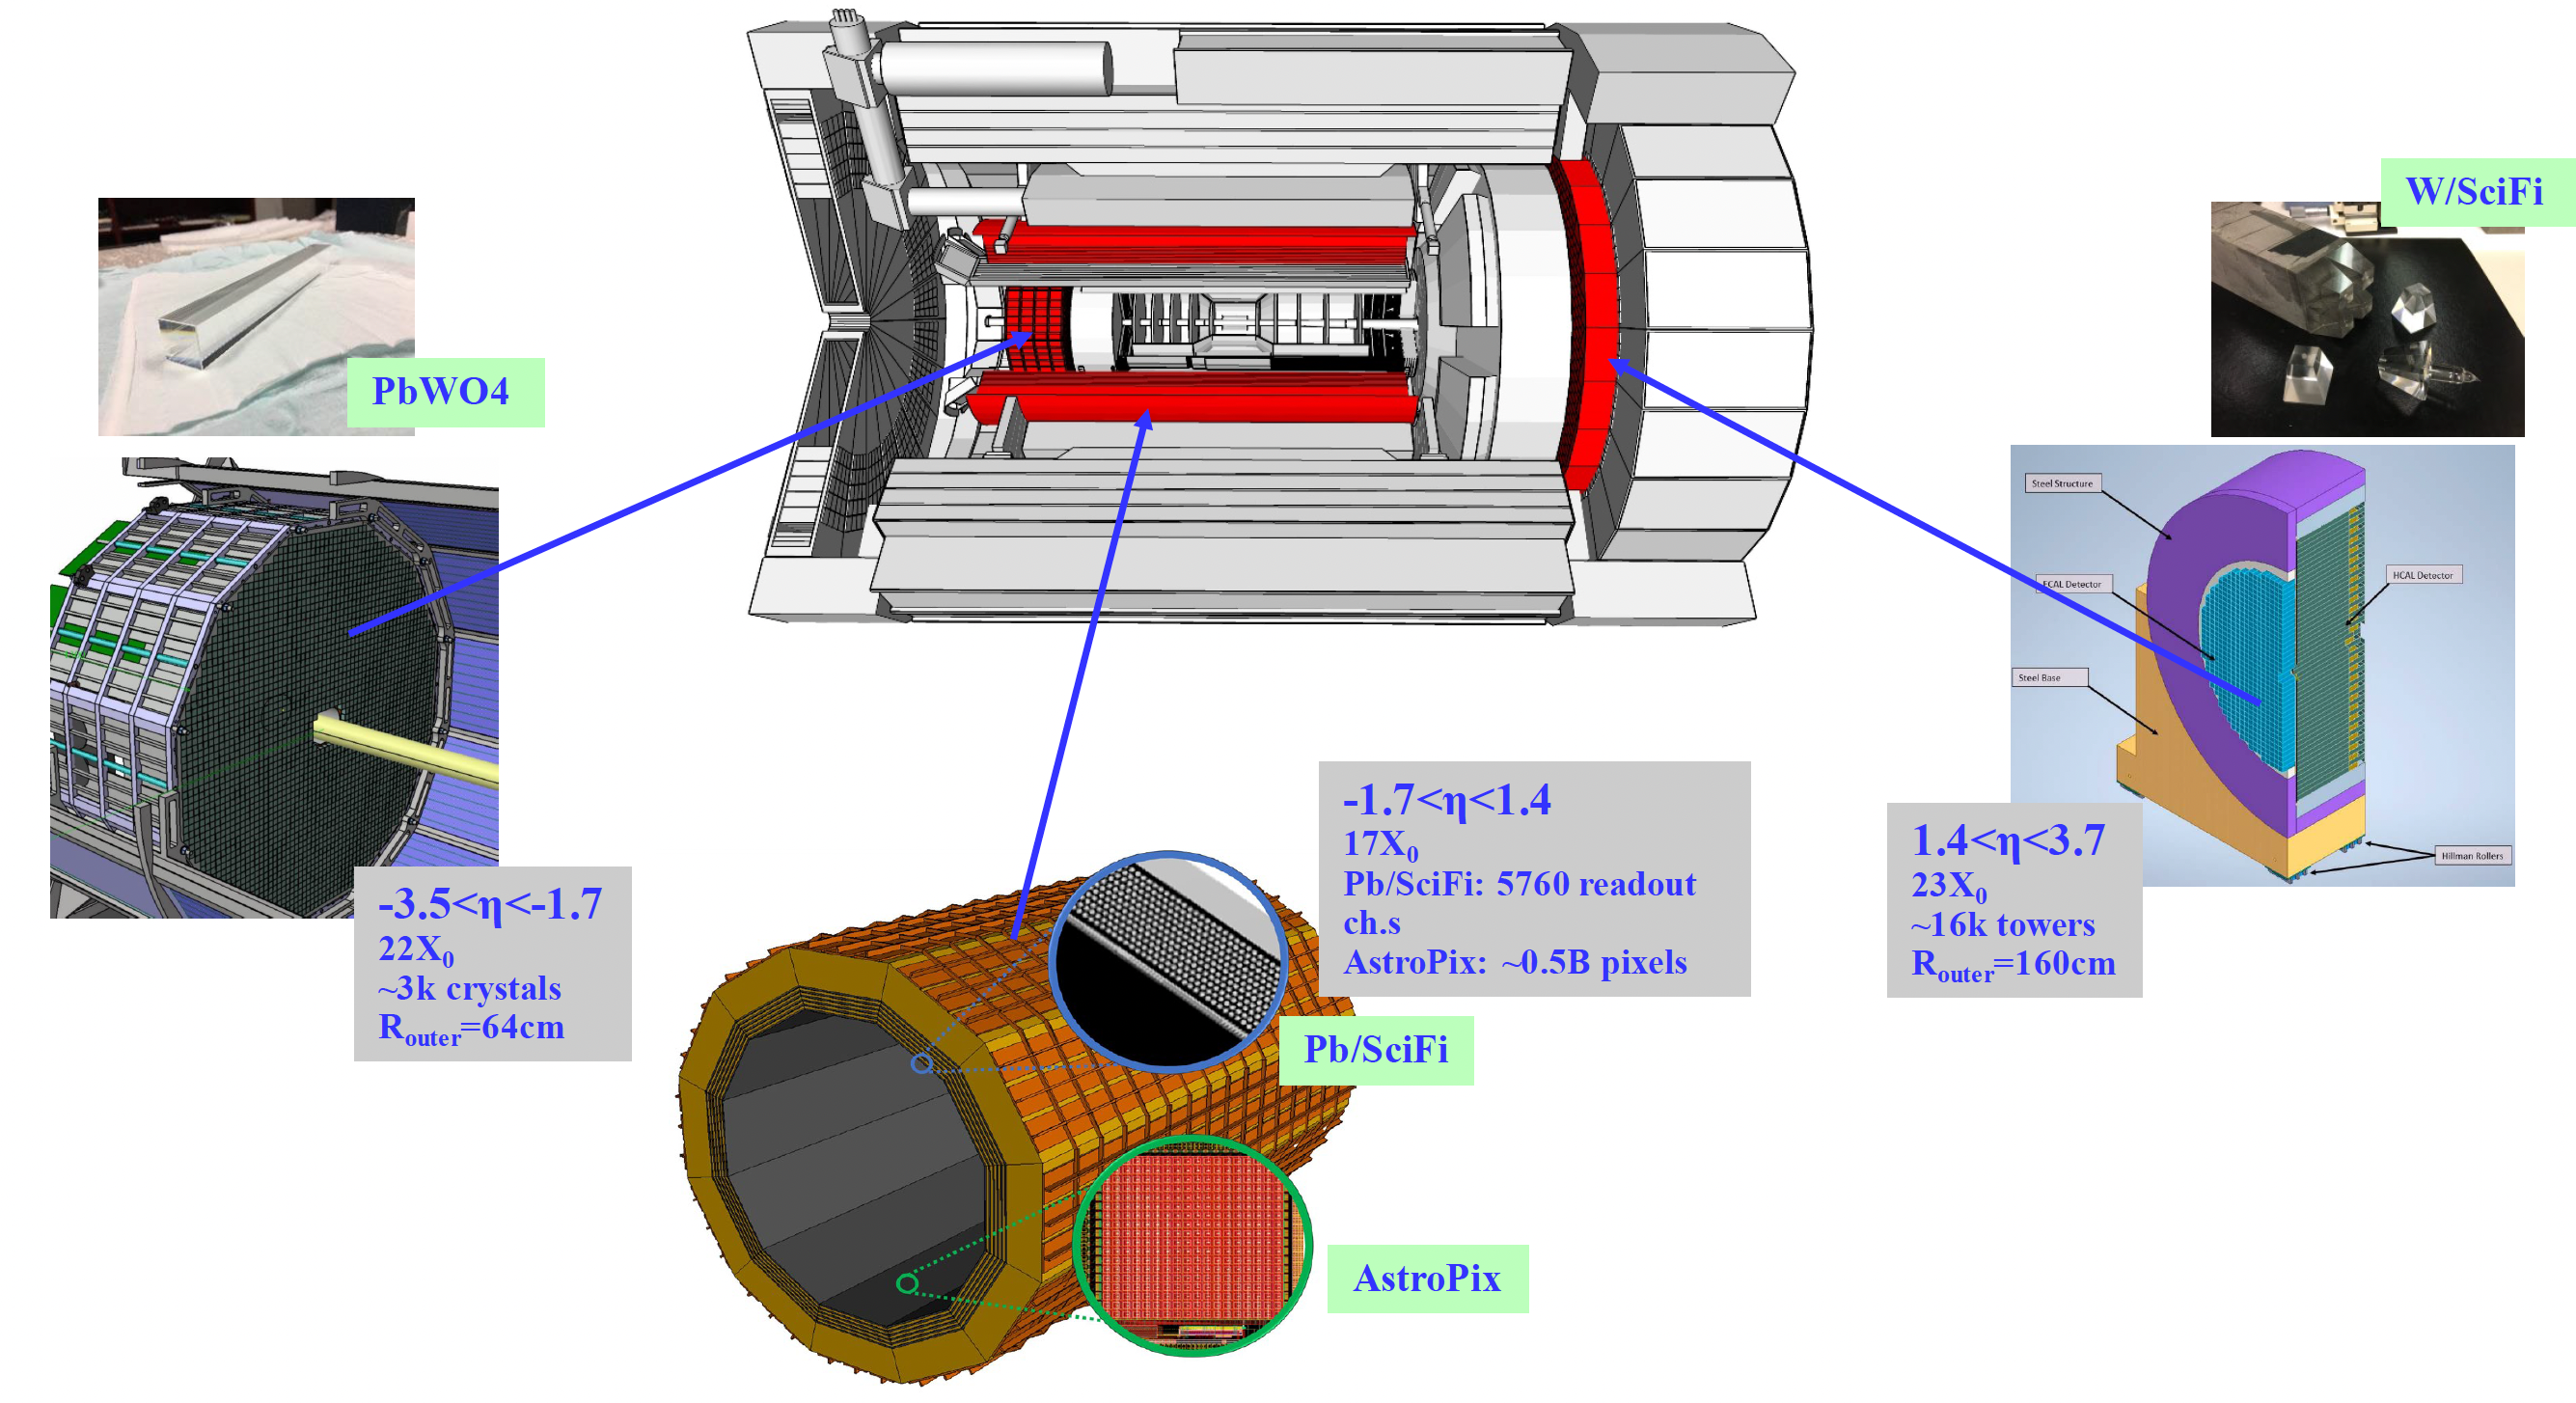 W/SciFi
PbWO4
Steel Structure
ECAL Detector
HCAL Detector
Steel Base
Hillman Rollers
-3.5<η<-1.7
22X0
~3k crystals
Router=64cm
-1.7<η<1.4
17X0
Pb/SciFi: 5760 readout
ch.s
AstroPix: ~0.5B pixels
1.4<η<3.7
23X0
~16k towers
Router=160cm
Pb/SciFi
AstroPix